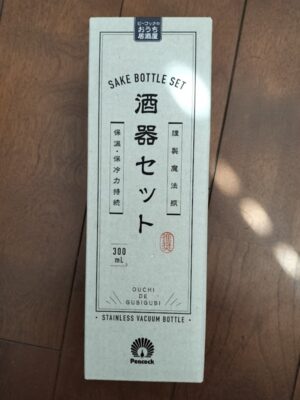 ピーコックの
おうち
居酒屋
SAKE BOTTLE SET
酒器セット
謹製魔法瓶
保温・保冷力持続
300
mL
OUCHI
DE
GUBIGUBI
・STAINLESS VACUUM BOTTLE・
Peacock